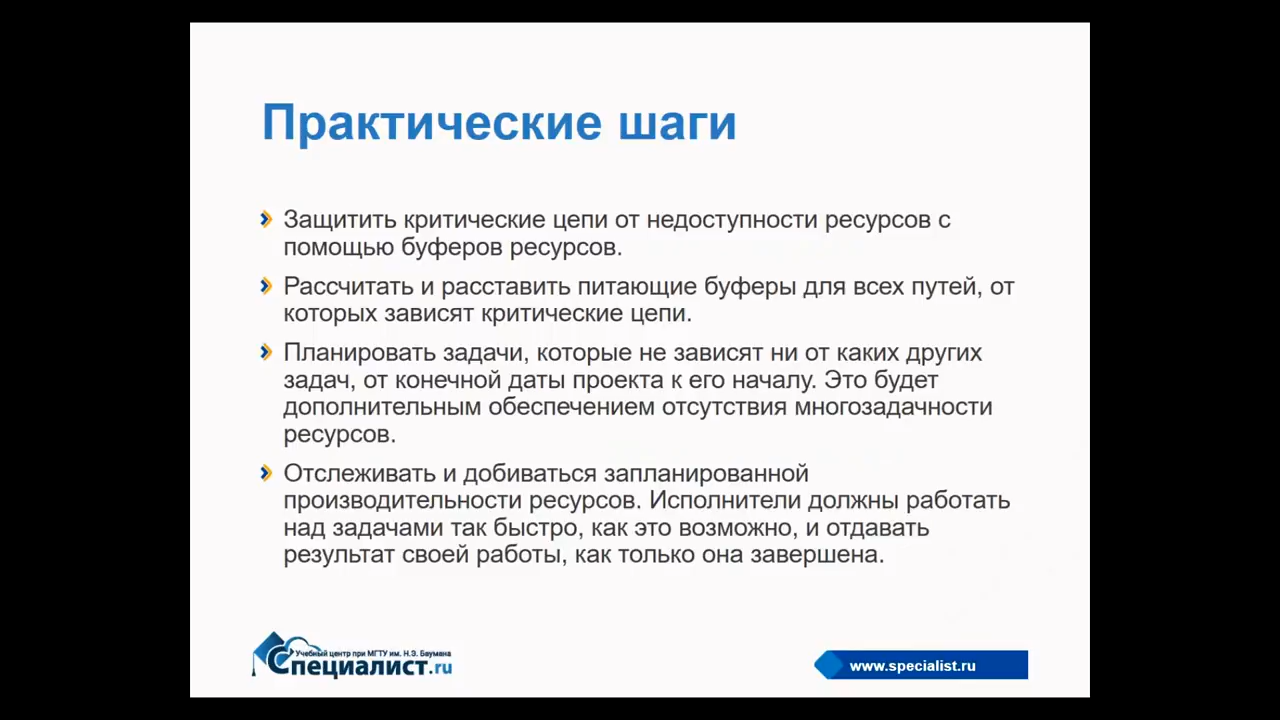 Практические шаги
Защитить критические цепи от недоступности ресурсов с
помощью буферов ресурсов.
Рассчитать и расставить питающие буферы для всех путей, от
которых зависят критические цепи.
Планировать задачи, которые не зависят ни от каких других
задач, от конечной даты проекта к его началу. Это будет
дополнительным обеспечением отсутствия многозадачности
ресурсов.
Отслеживать и добиваться запланированной
производительности ресурсов. Исполнители должны работать
над задачами так быстро, как это возможно, и отдавать
результат своей работы, как только она завершена.
Учебный центр при МГТУ им. Н.Э. Баумана
Специалист.ru
www.specialist.ru